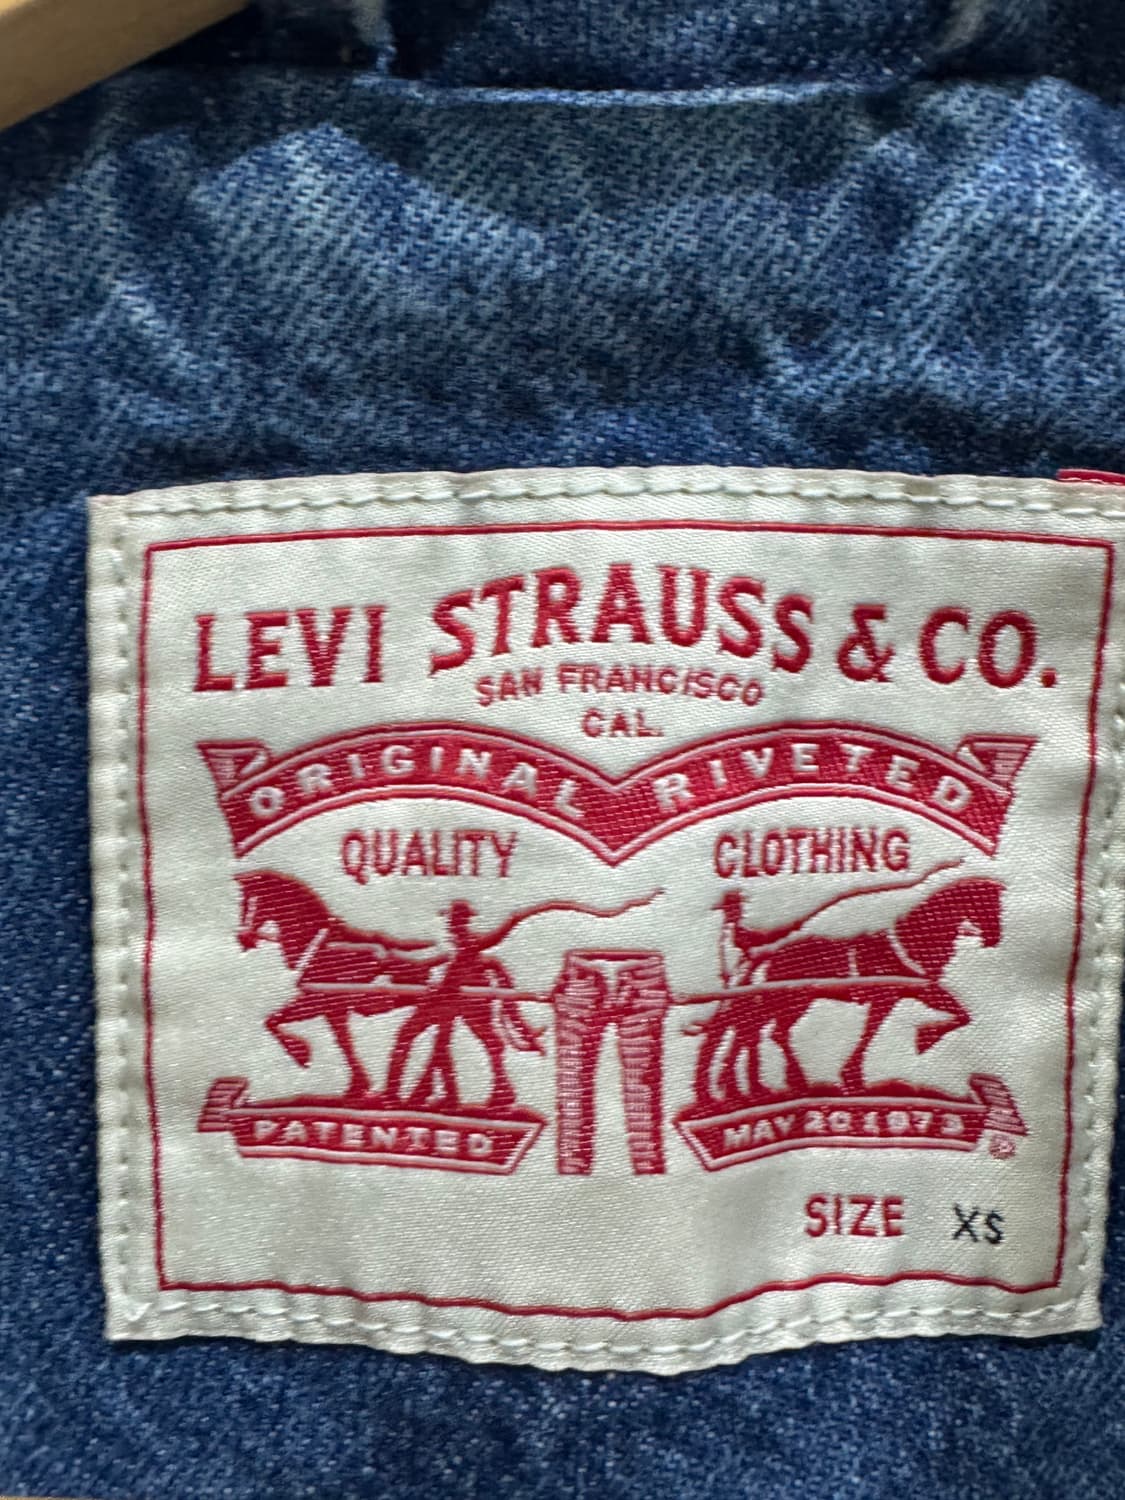 LEVI STRAUSS & CO.
SAN FRANCISCO
CAL.
ORIGINAL RIVETED
QUALITY CLOTHING
PATENTED MAY 20 1873
®
SIZE XS